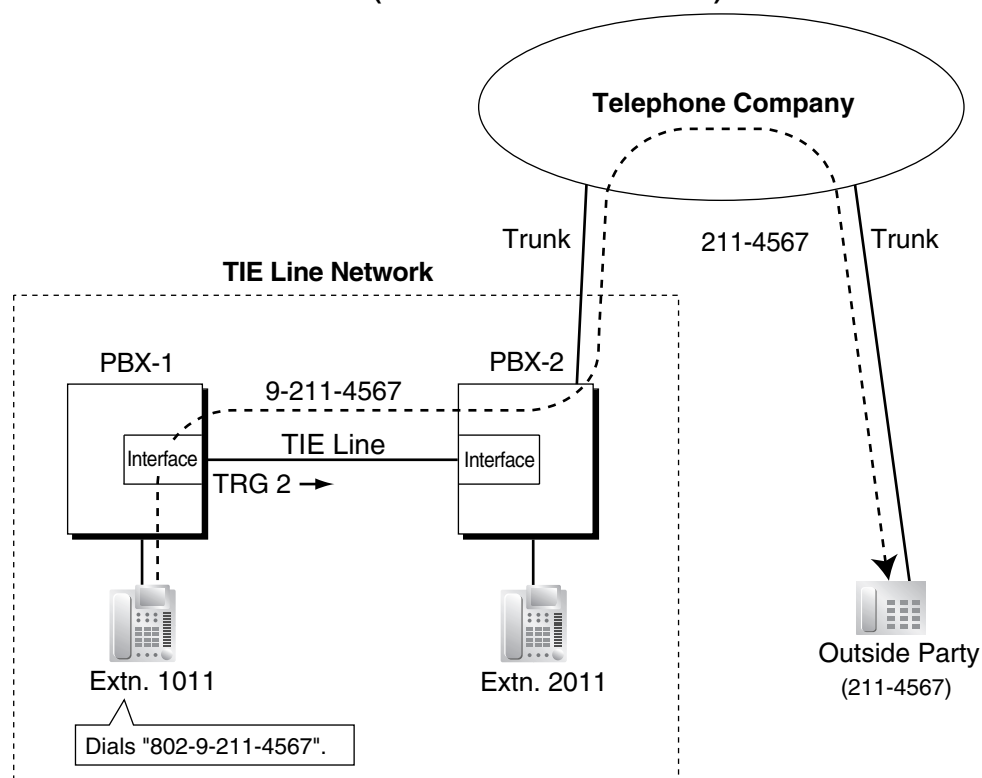 Telephone Company
Trunk
211-4567
Trunk
TIE Line Network
PBX-1
PBX-2
9-211-4567
Interface
TIE Line
Interface
TRG 2
Extn. 1011
Extn. 2011
Outside Party
(211-4567)
Dials "802-9-211-4567".